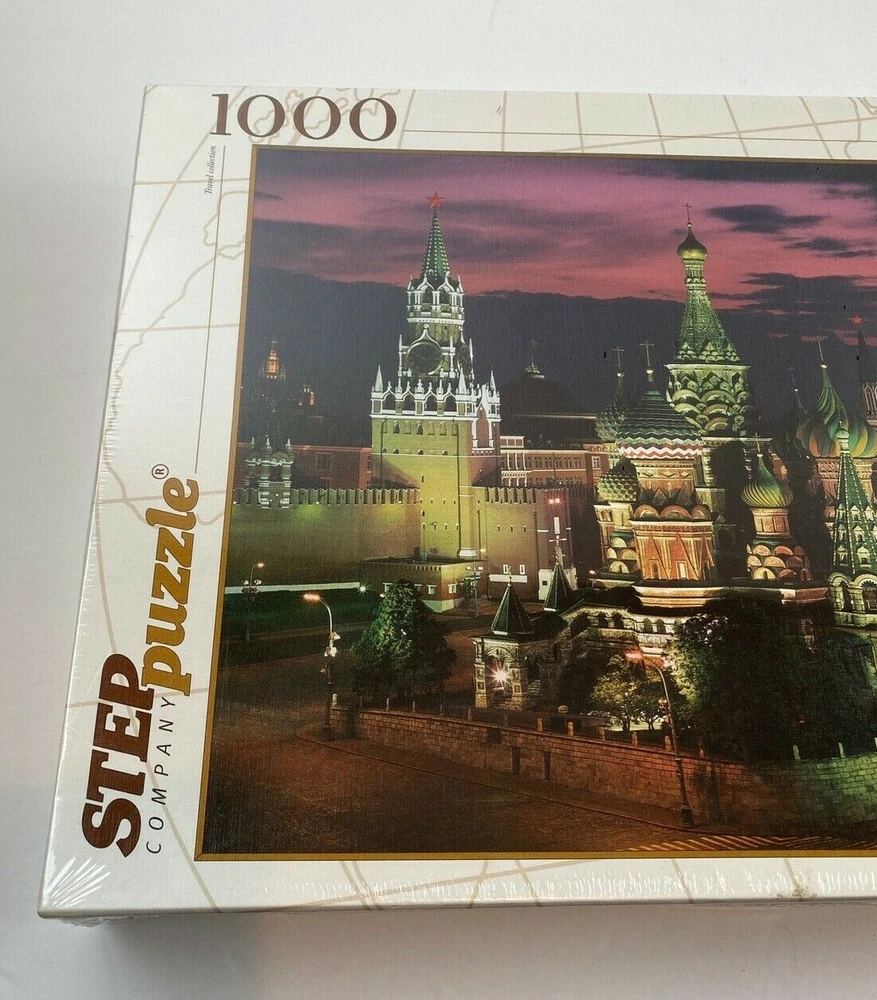 1000
Travel collection
STEP
puzzle®
COMPANY